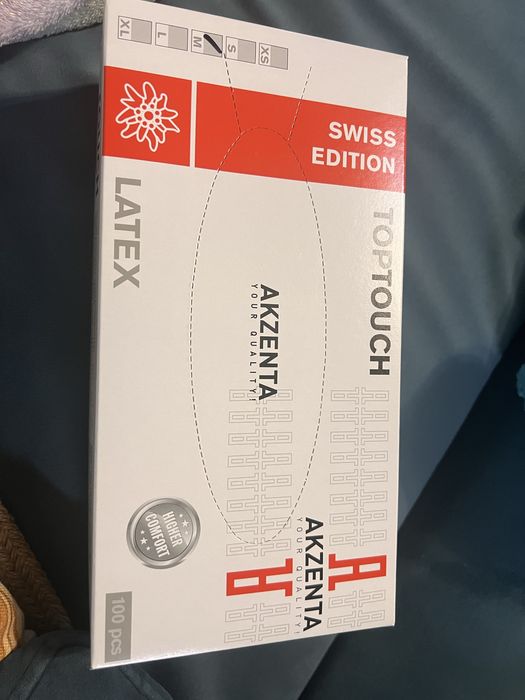 XS
S
M
L
XL
SWISS
EDITION
TOPTOUCH
LATEX
AKZENTA
YOUR QUALITY!
AKZENTA
YOUR QUALITY!
HIGHER
COMFORT
100 pcs